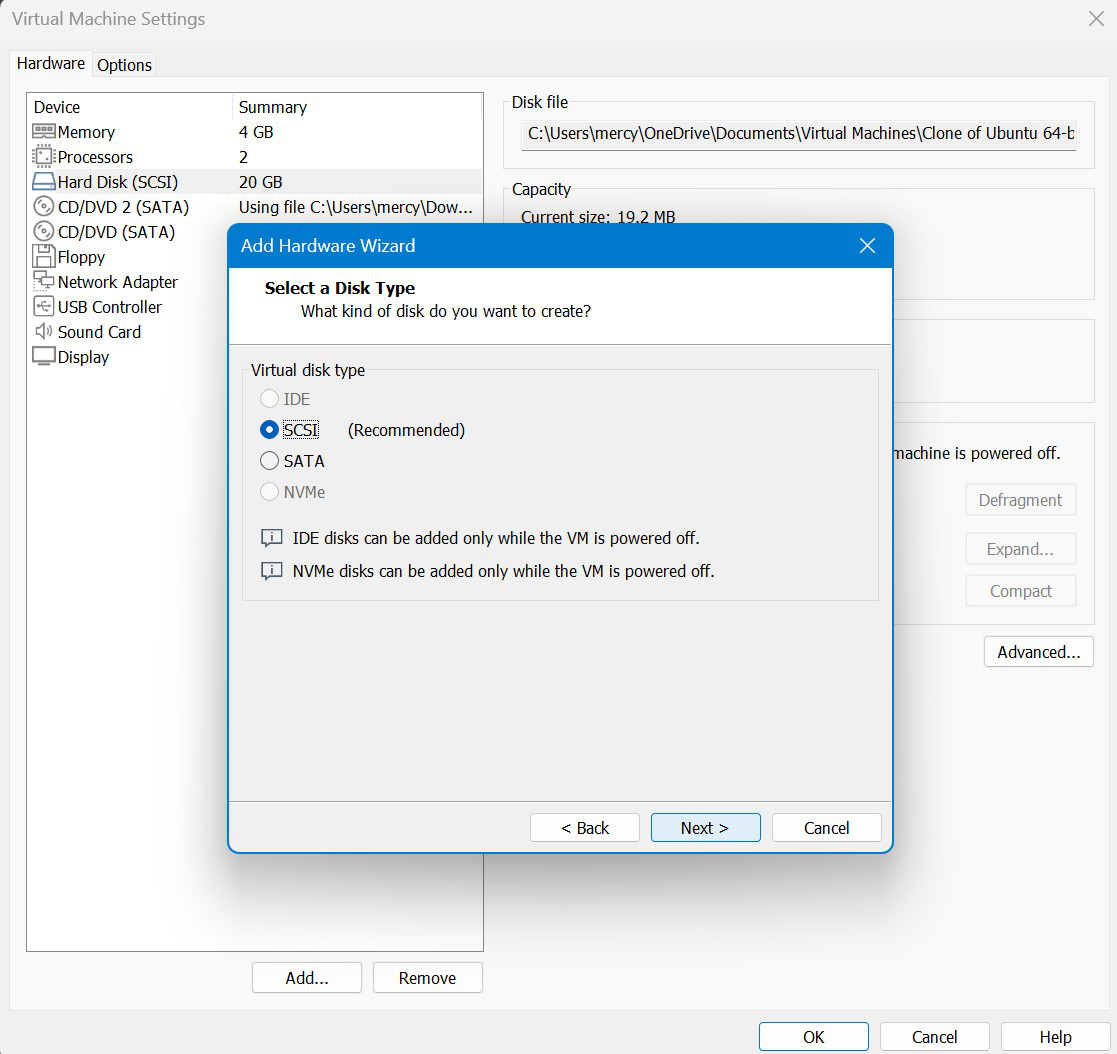 Virtual Machine Settings
Hardware
Options
Device Summary
Memory 4 GB
Processors 2
Hard Disk (SCSI) 20 GB
CD/DVD 2 (SATA) Using file C:\Users\mercy\Dow...
CD/DVD (SATA)
Floppy
Network Adapter
USB Controller
Sound Card
Display
Add...
Remove
Disk file
C:\Users\mercy\OneDrive\Documents\Virtual Machines\Clone of Ubuntu 64-b
Capacity
Current size: 19.2 MB
machine is powered off.
Defragment
Expand...
Compact
Advanced...
Add Hardware Wizard
Select a Disk Type
What kind of disk do you want to create?
Virtual disk type
IDE
SCSI (Recommended)
SATA
NVMe
IDE disks can be added only while the VM is powered off.
NVMe disks can be added only while the VM is powered off.
< Back
Next >
Cancel
OK
Cancel
Help